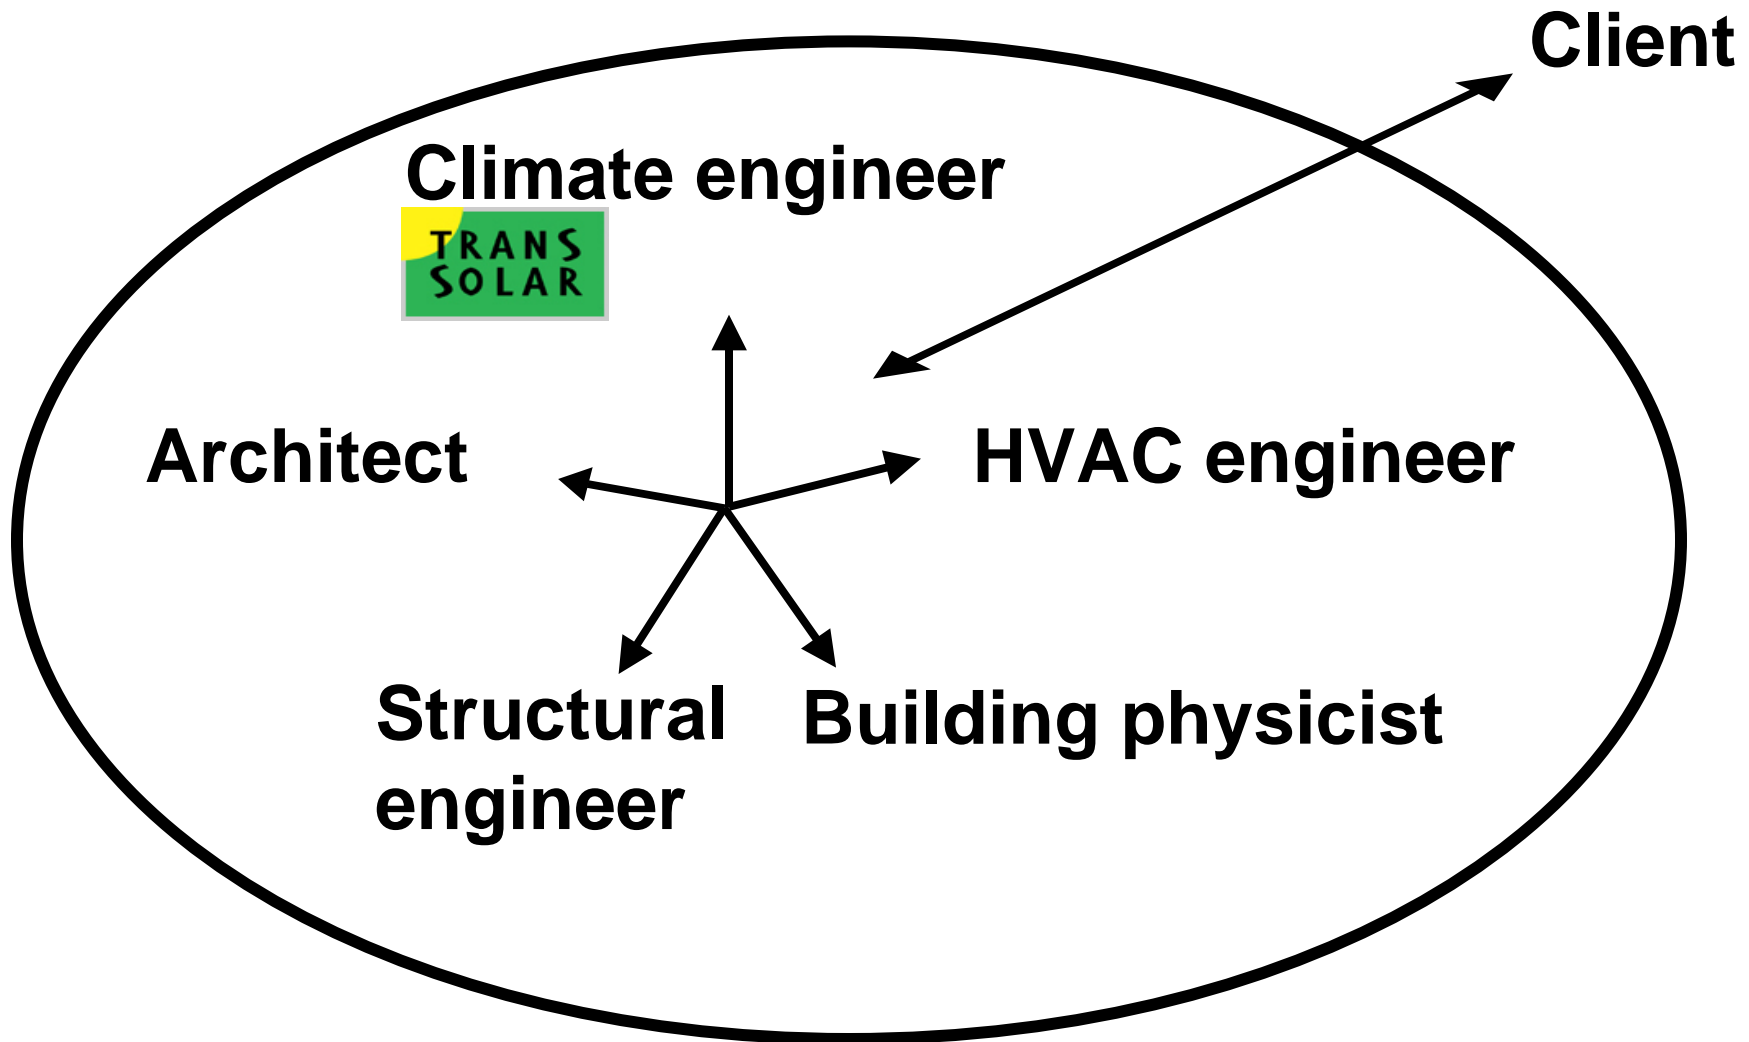 Client
Climate engineer
TRANS
SOLAR
Architect
HVAC engineer
Structural
engineer
Building physicist